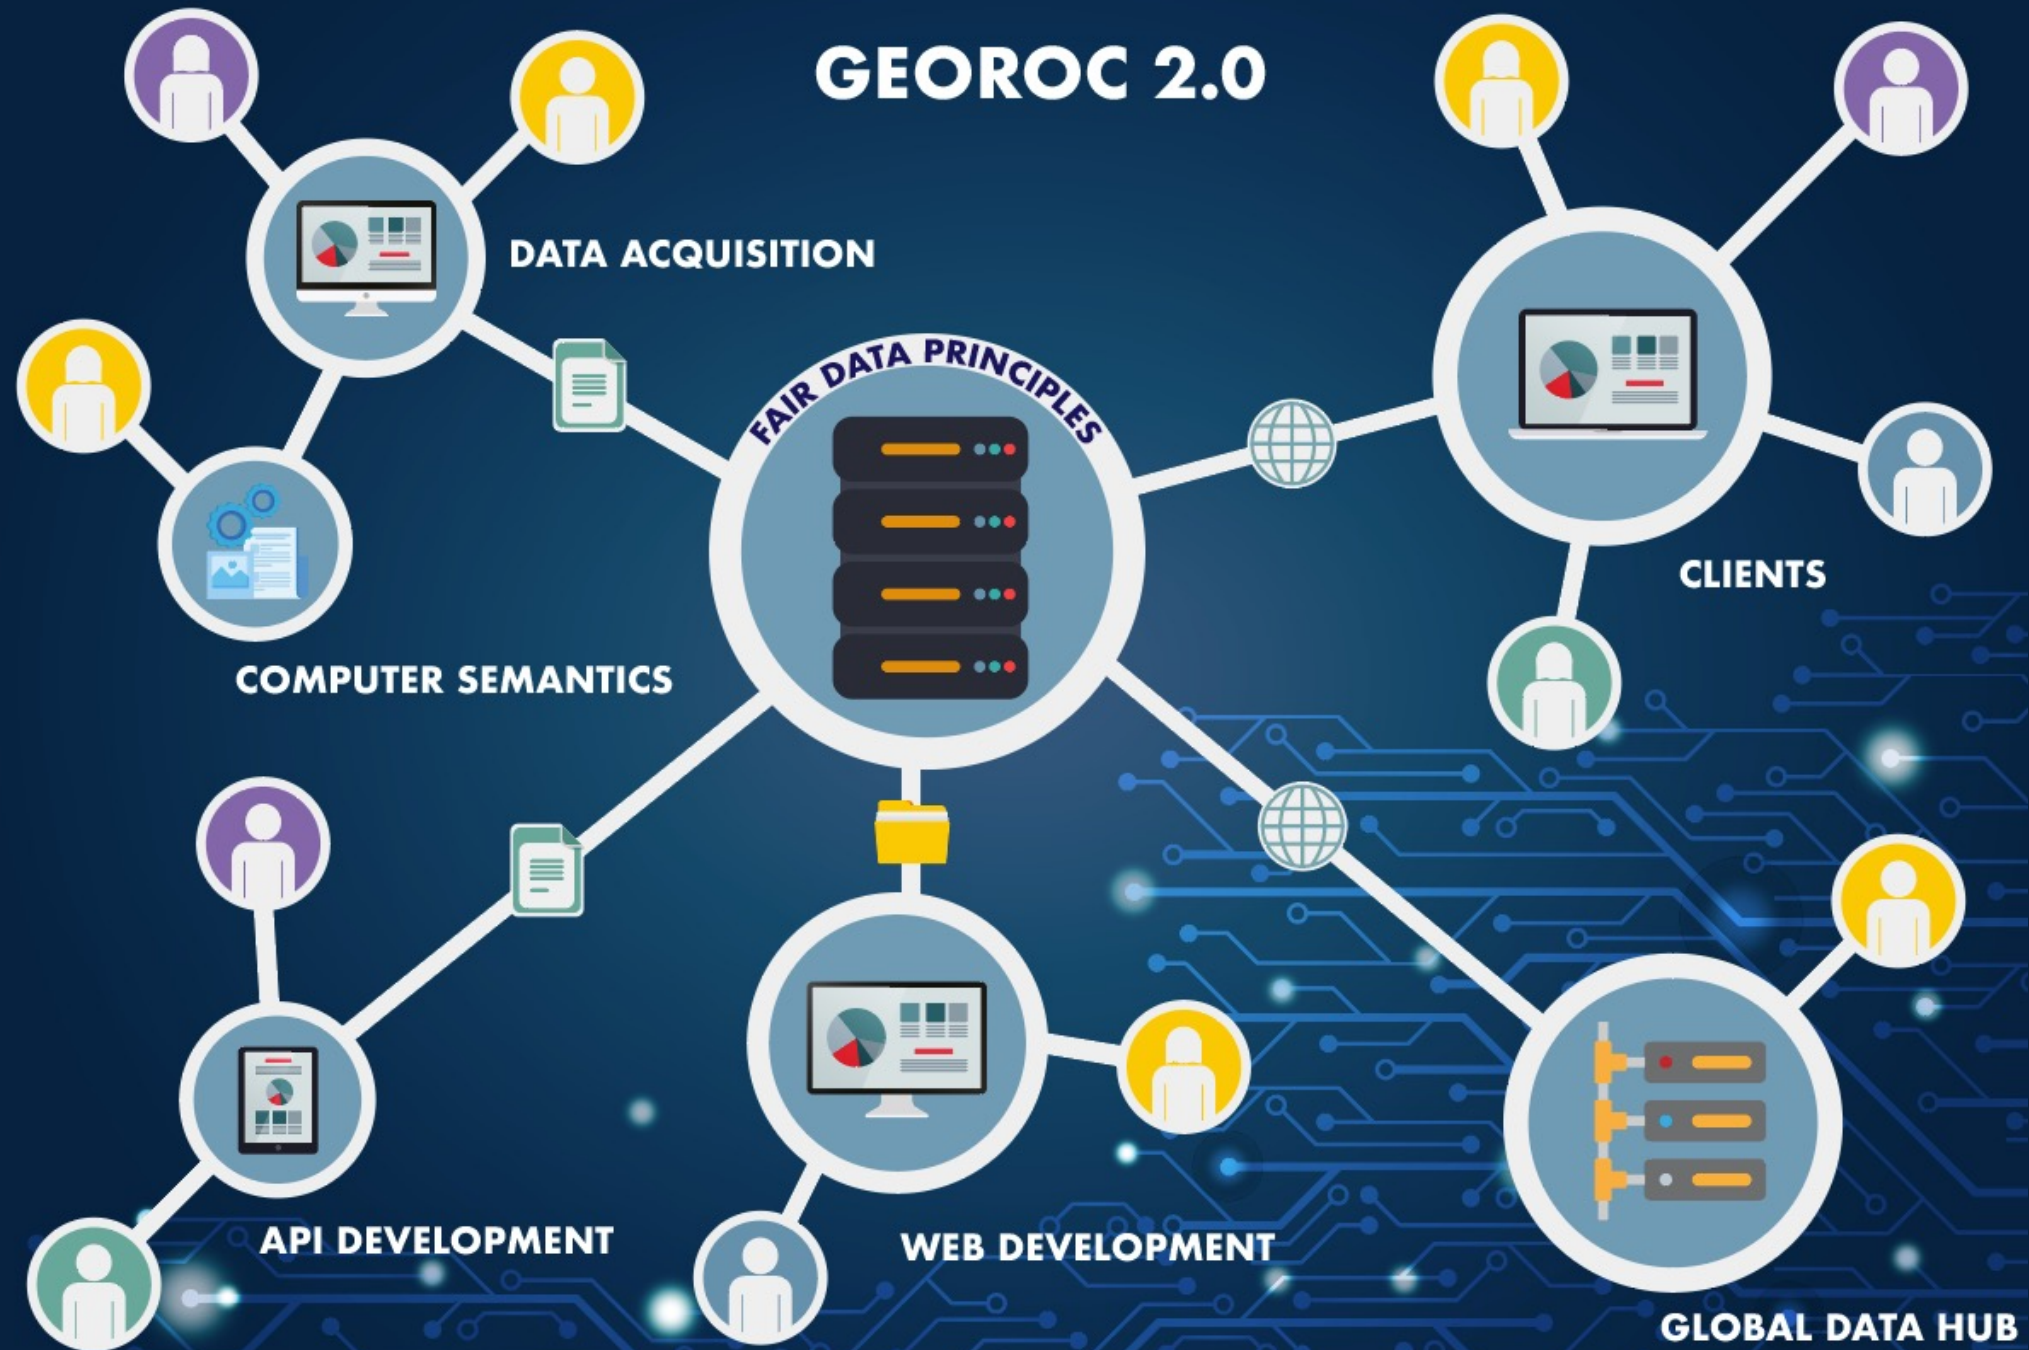 GEOROC 2.0
DATA ACQUISITION
FAIR DATA PRINCIPLES
CLIENTS
COMPUTER SEMANTICS
API DEVELOPMENT
WEB DEVELOPMENT
GLOBAL DATA HUB